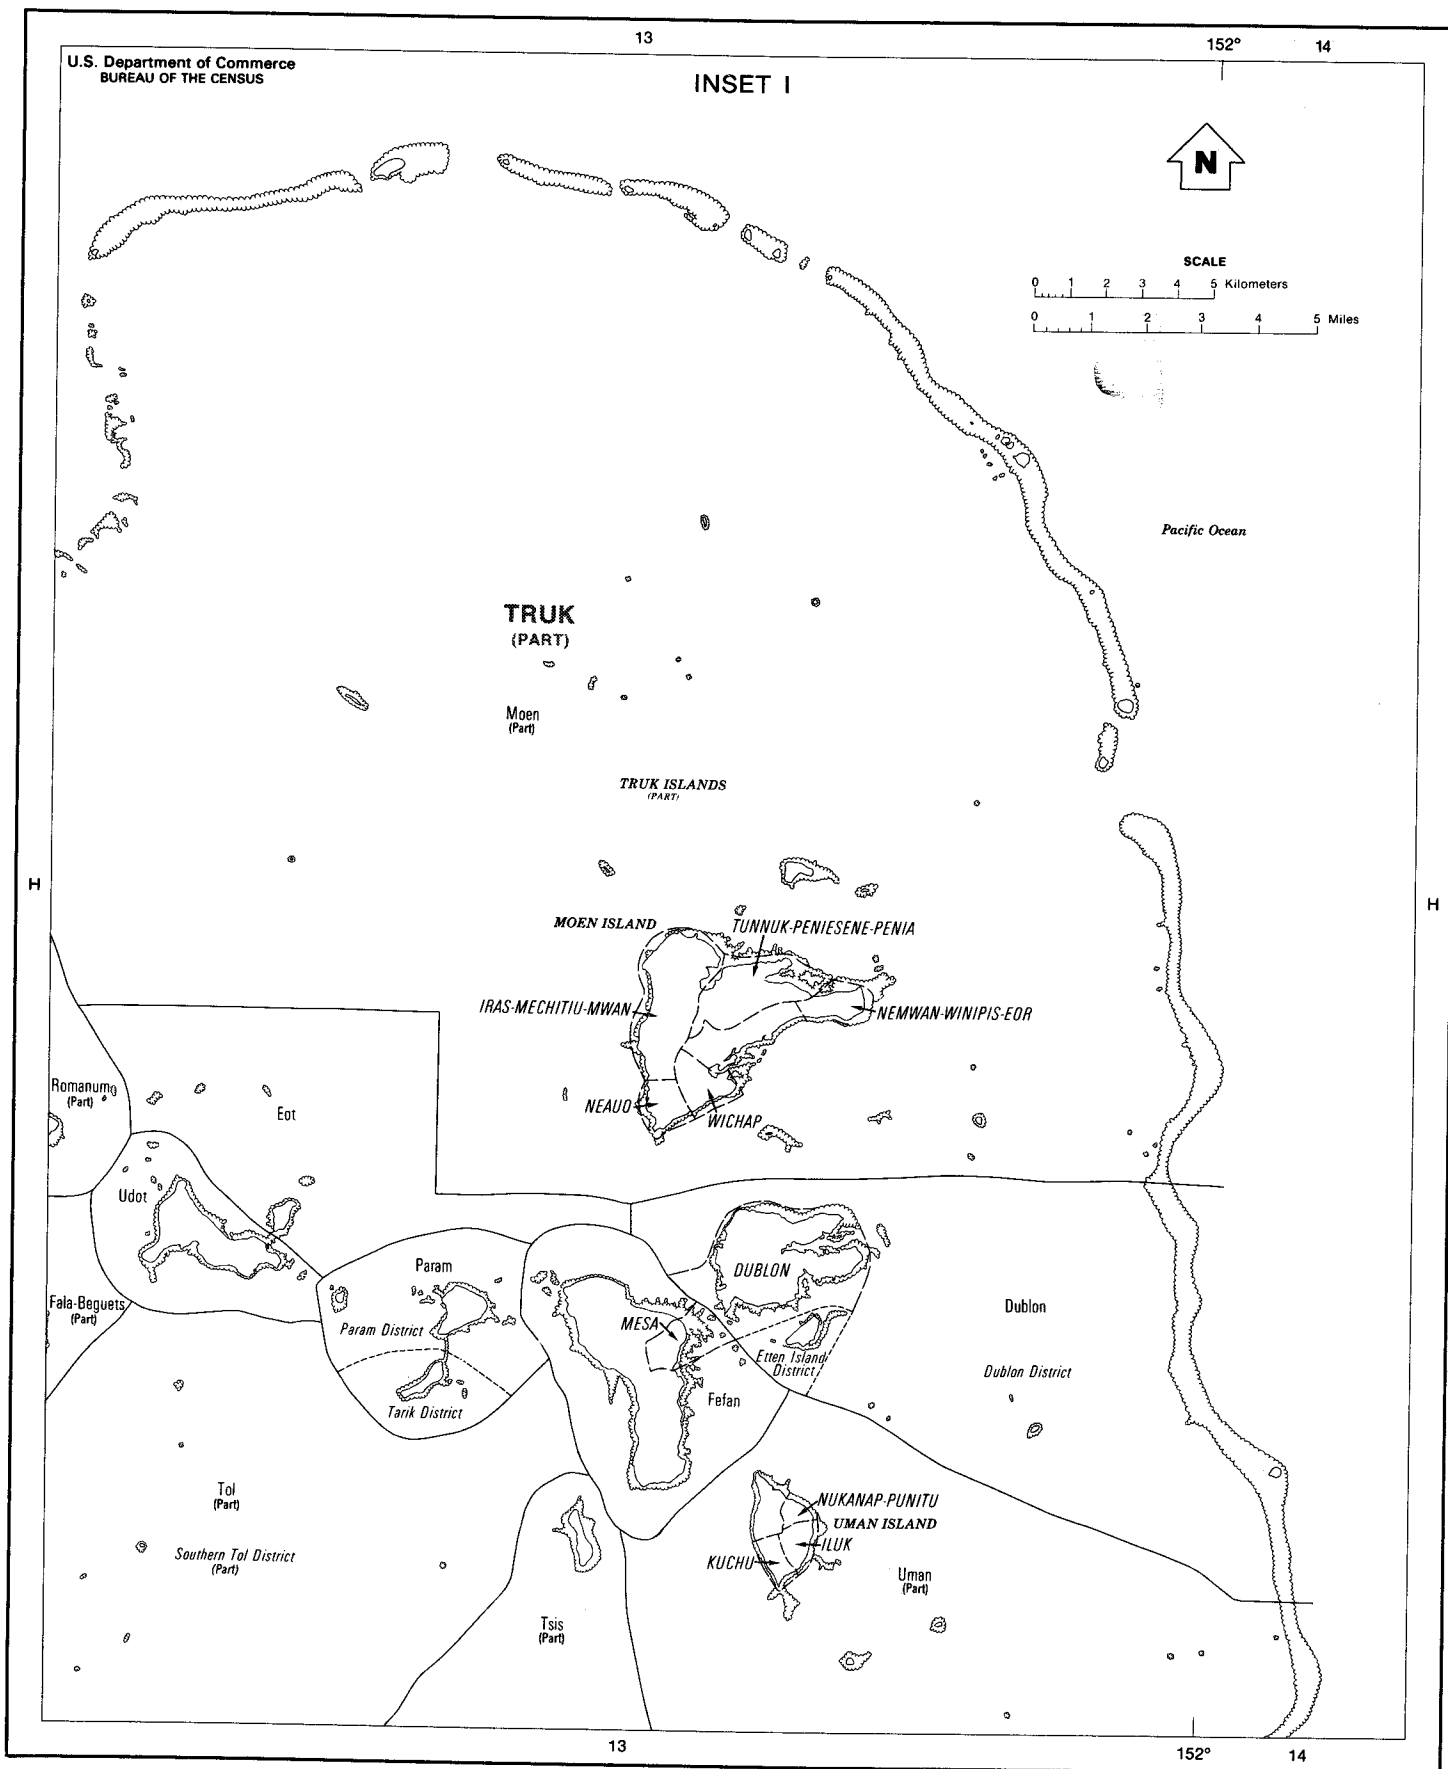 13
152°
14
U.S. Department of Commerce
BUREAU OF THE CENSUS
INSET I
N
SCALE
0 1 2 3 4 5 Kilometers
0 1 2 3 4 5 Miles
Pacific Ocean
TRUK
(PART)
Moen
(Part)
TRUK ISLANDS
(PART)
H
H
MOEN ISLAND
TUNNUK-PENIESENE-PENIA
IRAS-MECHITIU-MWAN
NEMWAN-WINIPIS-EOR
NEAUO
WICHAP
Romanum
(Part)
Eot
Udot
Param
DUBLON
Fala-Beguets
(Part)
Param District
MESA
Dublon
Etten Island
District
Dublon District
Tarik District
Fefan
Tol
(Part)
NUKANAP-PUNITU
UMAN ISLAND
ILUK
KUCHU
Southern Tol District
(Part)
Uman
(Part)
Tsis
(Part)
13
152°
14